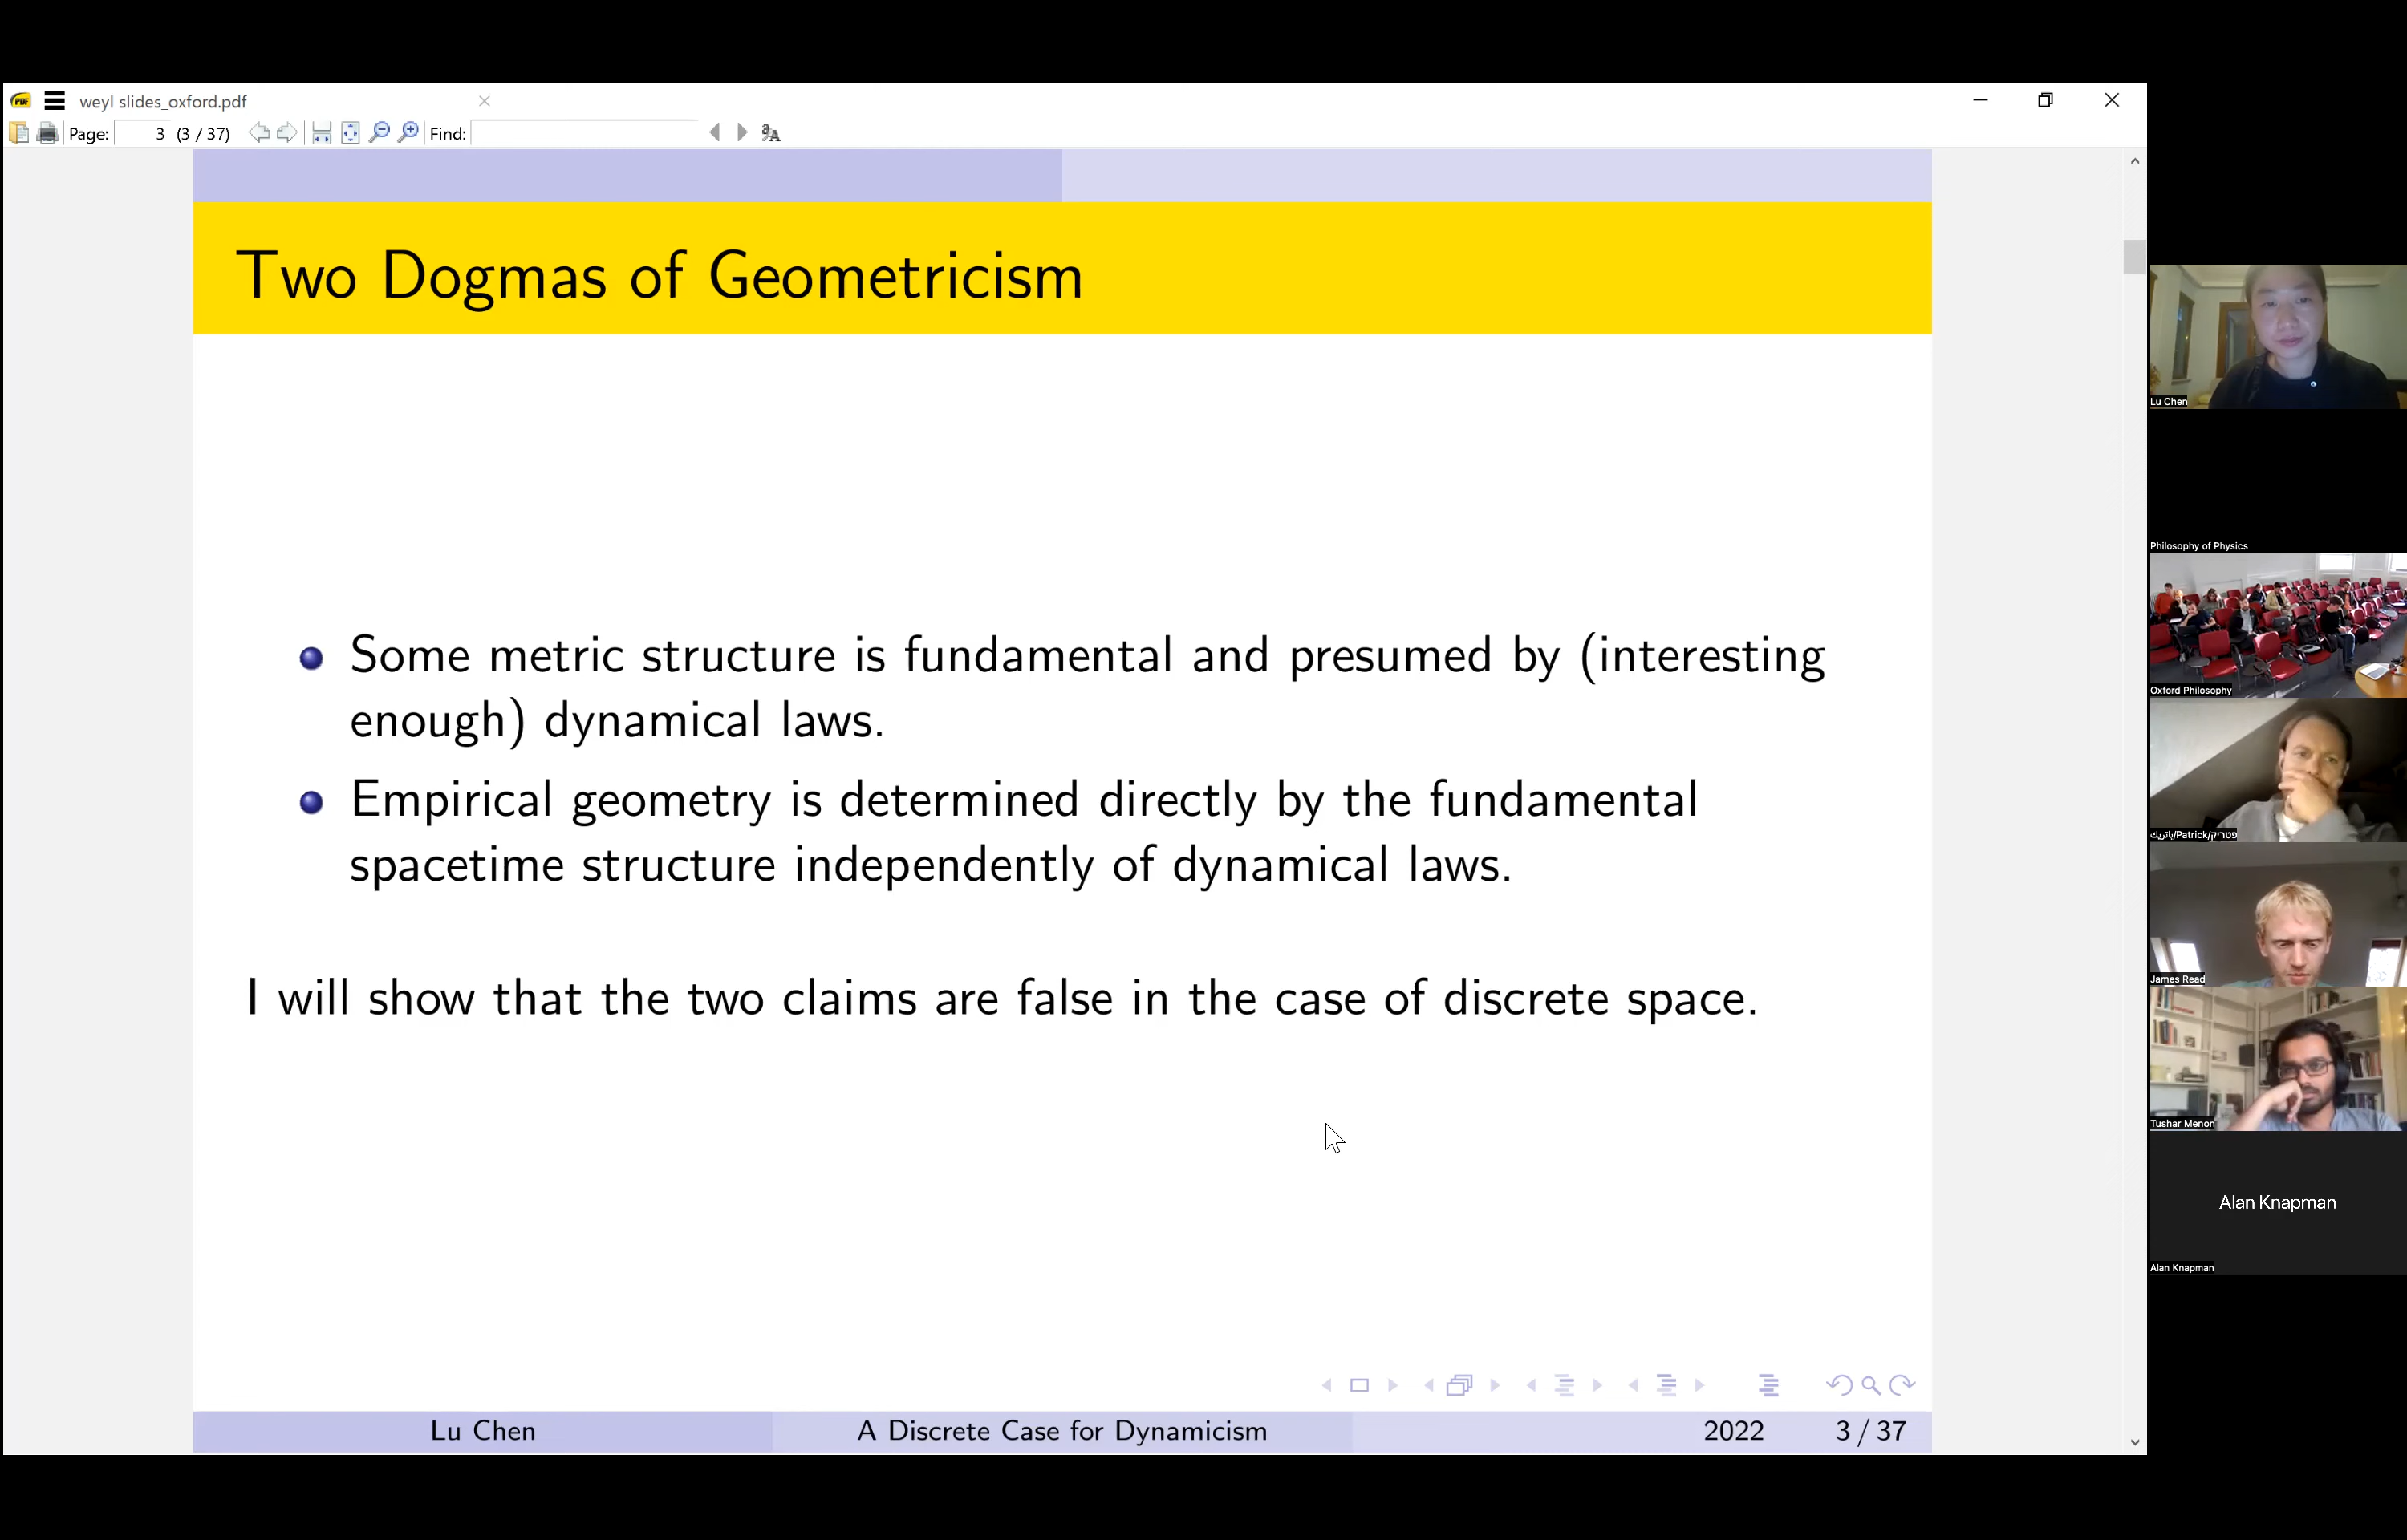 weyl slides_oxford.pdf
Page: 3 (3 / 37) Find:
Two Dogmas of Geometricism
Some metric structure is fundamental and presumed by (interesting
enough) dynamical laws.
Empirical geometry is determined directly by the fundamental
spacetime structure independently of dynamical laws.
I will show that the two claims are false in the case of discrete space.
Lu Chen A Discrete Case for Dynamicism 2022 3 / 37
Lu Chen
Philosophy of Physics
Oxford Philosophy
باتريك/Patrick/פטריק
James Read
Tushar Menon
Alan Knapman
Alan Knapman